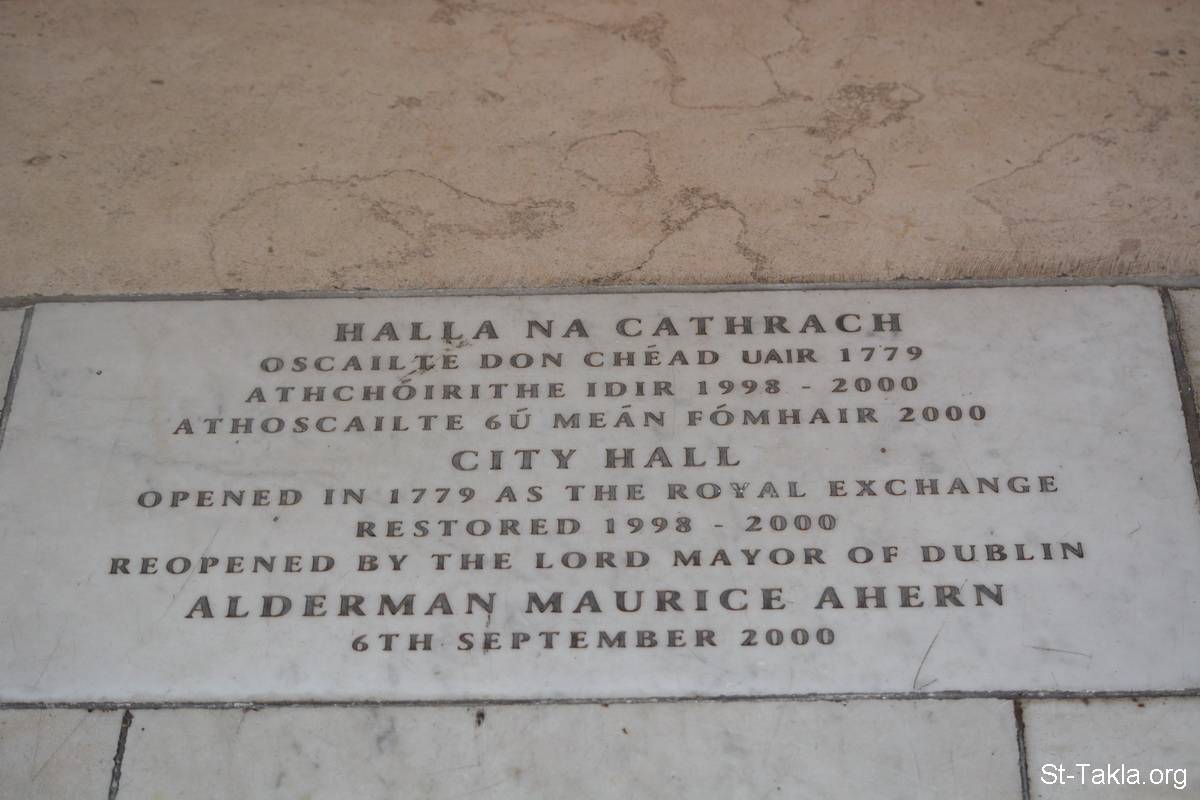 HALLA NA CATHRACH
OSCAILTE DON CHÉAD UAIR 1779
ATHCHÓIRITHE IDIR 1998 - 2000
ATHOSCAILTE 6Ú MEÁN FÓMHAIR 2000
CITY HALL
OPENED IN 1779 AS THE ROYAL EXCHANGE
RESTORED 1998 - 2000
REOPENED BY THE LORD MAYOR OF DUBLIN
ALDERMAN MAURICE AHERN
6TH SEPTEMBER 2000
St-Takla.org